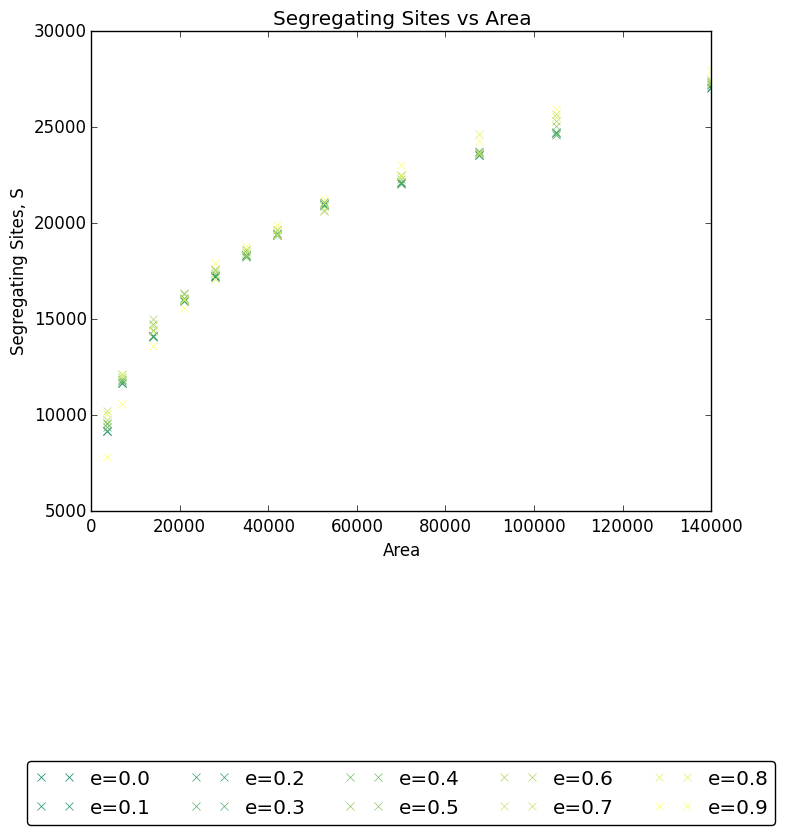 Segregating Sites vs Area
30000
25000
20000
15000
10000
5000
Segregating Sites, S
0 20000 40000 60000 80000 100000 120000 140000
Area
e=0.0 e=0.2 e=0.4 e=0.6 e=0.8
e=0.1 e=0.3 e=0.5 e=0.7 e=0.9